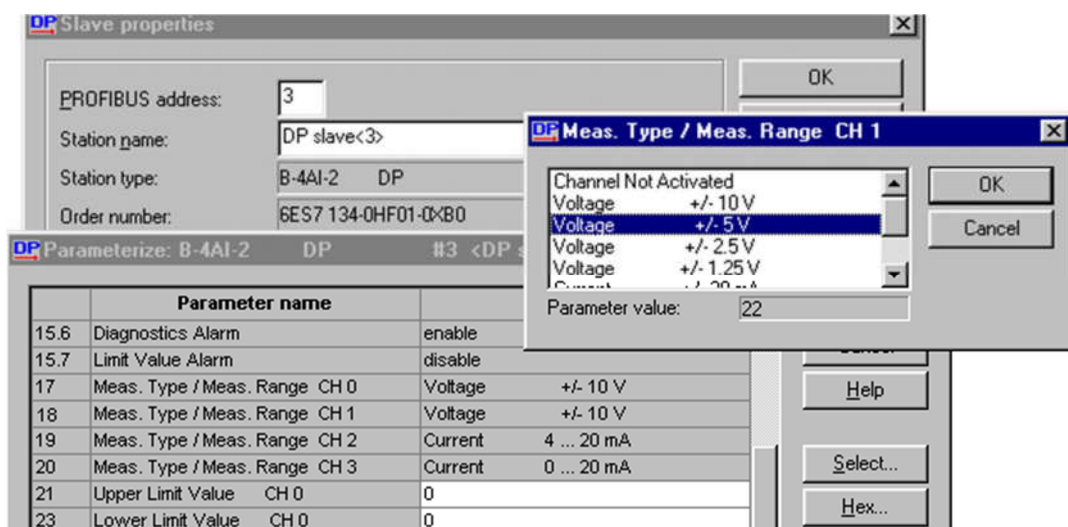 DP Slave properties
OK
PROFIBUS address:
3
Station name:
DP slave<3>
Station type:
B-4AI-2 DP
Order number:
6ES7 134-0HF01-0XB0
DP Meas. Type / Meas. Range CH 1
Channel Not Activated
Voltage +/- 10 V
Voltage +/- 5 V
Voltage +/- 2.5 V
Voltage +/- 1.25 V
OK
Cancel
Parameter value:
22
DP Parameterize: B-4AI-2 DP #3 <DP s
Parameter name
15.6 Diagnostics Alarm enable
15.7 Limit Value Alarm disable
17 Meas. Type / Meas. Range CH 0 Voltage +/- 10 V
18 Meas. Type / Meas. Range CH 1 Voltage +/- 10 V
19 Meas. Type / Meas. Range CH 2 Current 4 ... 20 mA
20 Meas. Type / Meas. Range CH 3 Current 0 ... 20 mA
21 Upper Limit Value CH 0 0
23 Lower Limit Value CH 0 0
Help
Select...
Hex...